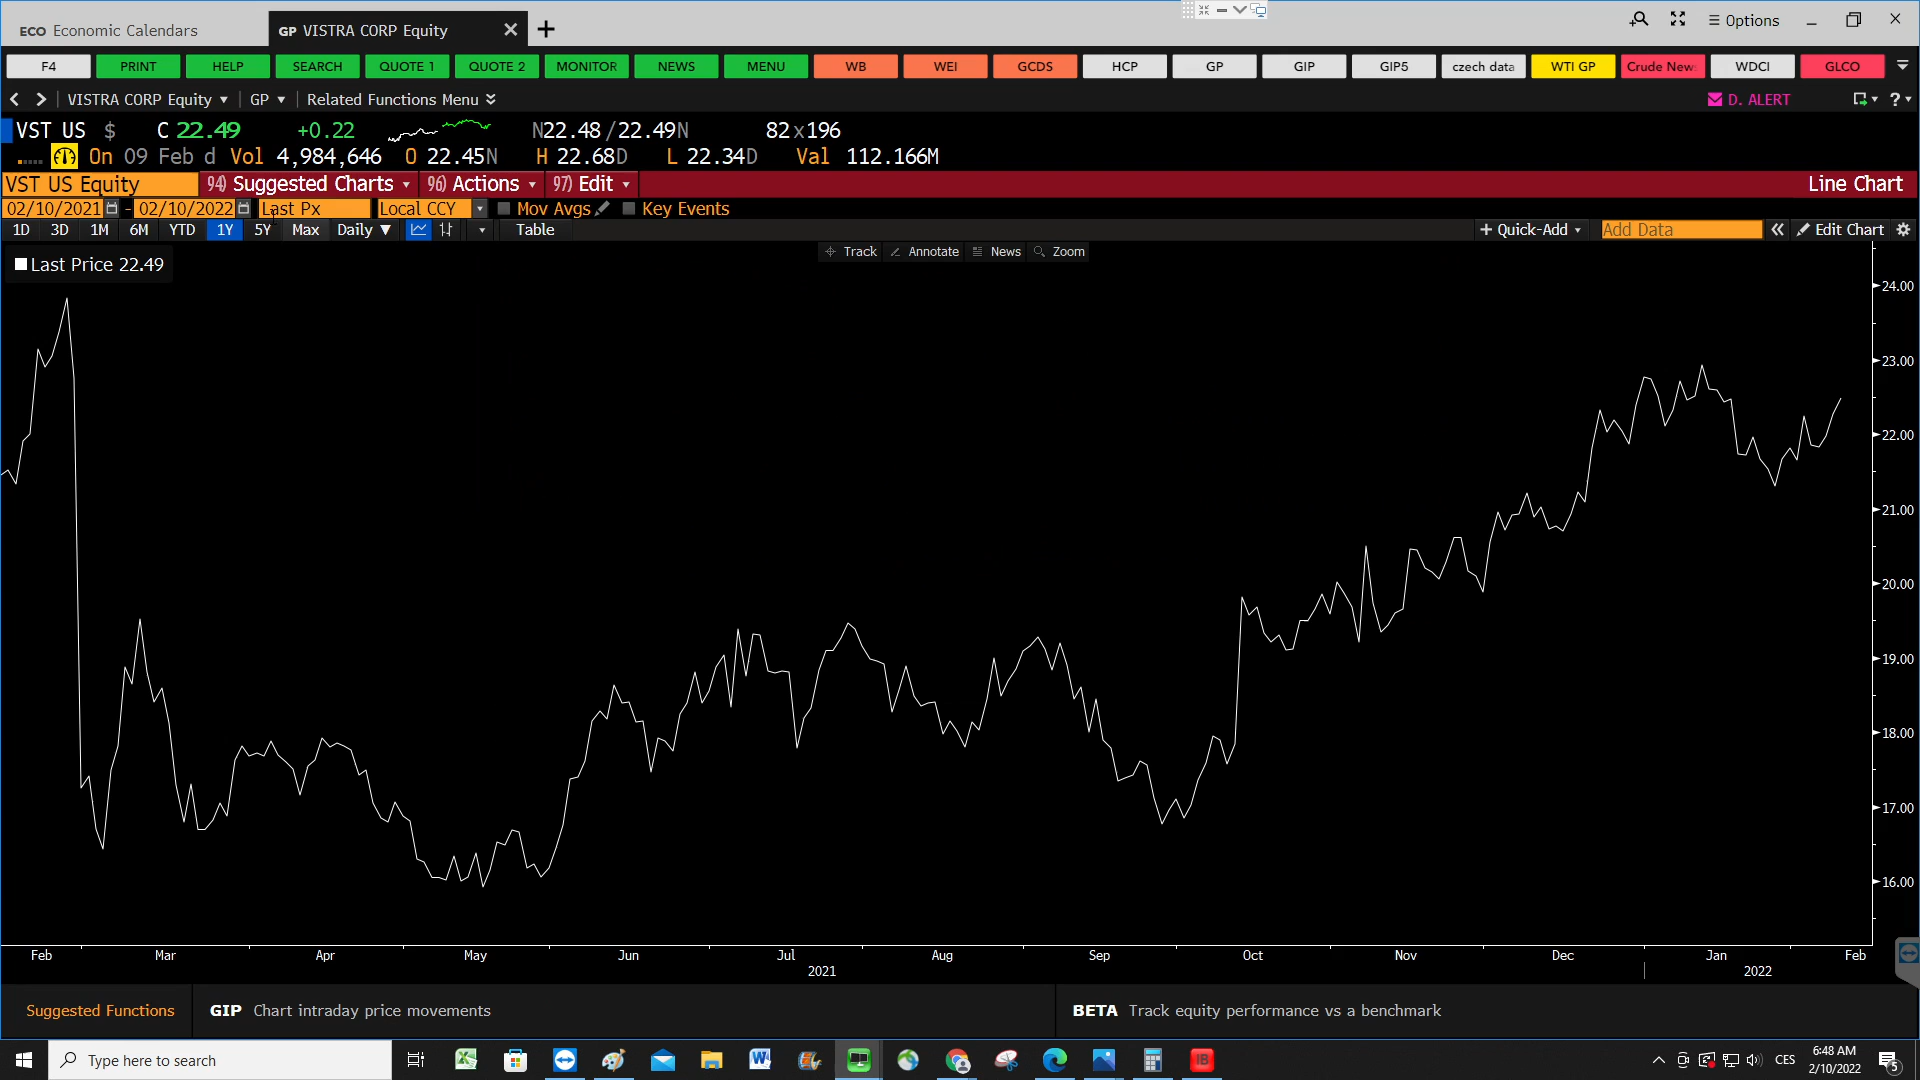 ECO Economic Calendars GP VISTRA CORP Equity Options
F4 PRINT HELP SEARCH QUOTE 1 QUOTE 2 MONITOR NEWS MENU WB WEI GCDS HCP GP GIP GIP5 czech data WTI GP Crude New WDCI GLCO
VISTRA CORP Equity GP Related Functions Menu D. ALERT ?
VST US $ C 22.49 +0.22 N22.48/22.49N 82x196
On 09 Feb d Vol 4,984,646 O 22.45N H 22.68D L 22.34D Val 112.166M
VST US Equity 94) Suggested Charts 96) Actions 97) Edit Line Chart
02/10/2021 - 02/10/2022 Last Px Local CCY Mov Avgs Key Events
1D 3D 1M 6M YTD 1Y 5Y Max Daily Table + Quick-Add Add Data Edit Chart
Track Annotate News Zoom
Last Price 22.49
24.00
23.00
22.00
21.00
20.00
19.00
18.00
17.00
16.00
Feb Mar Apr May Jun Jul Aug Sep Oct Nov Dec Jan Feb
2021 2022
Suggested Functions GIP Chart intraday price movements BETA Track equity performance vs a benchmark
Type here to search CES 6:48 AM
2/10/2022 5